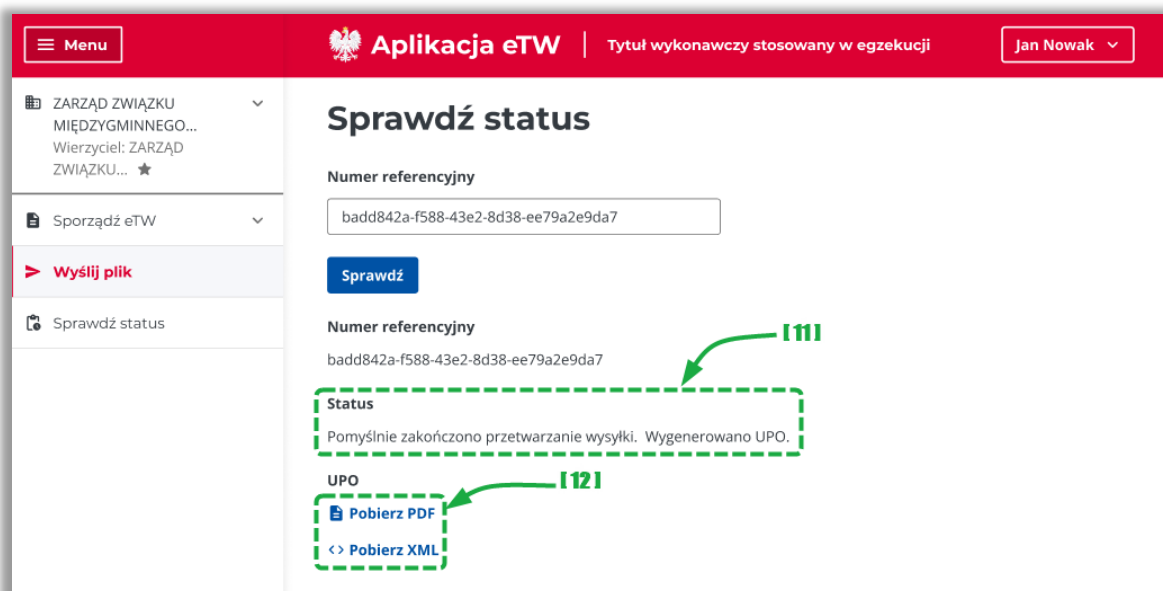 Menu
Aplikacja eTW | Tytuł wykonawczy stosowany w egzekucji
Jan Nowak
ZARZĄD ZWIĄZKU
MIĘDZYGMINNEGO...
Wierzyciel: ZARZĄD
ZWIĄZKU...
Sporządź eTW
Wyślij plik
Sprawdź status
Sprawdź status
Numer referencyjny
badd842a-f588-43e2-8d38-ee79a2e9da7
Sprawdź
Numer referencyjny
badd842a-f588-43e2-8d38-ee79a2e9da7
[11]
Status
Pomyślnie zakończono przetwarzanie wysyłki. Wygenerowano UPO.
UPO
[12]
Pobierz PDF
<> Pobierz XML